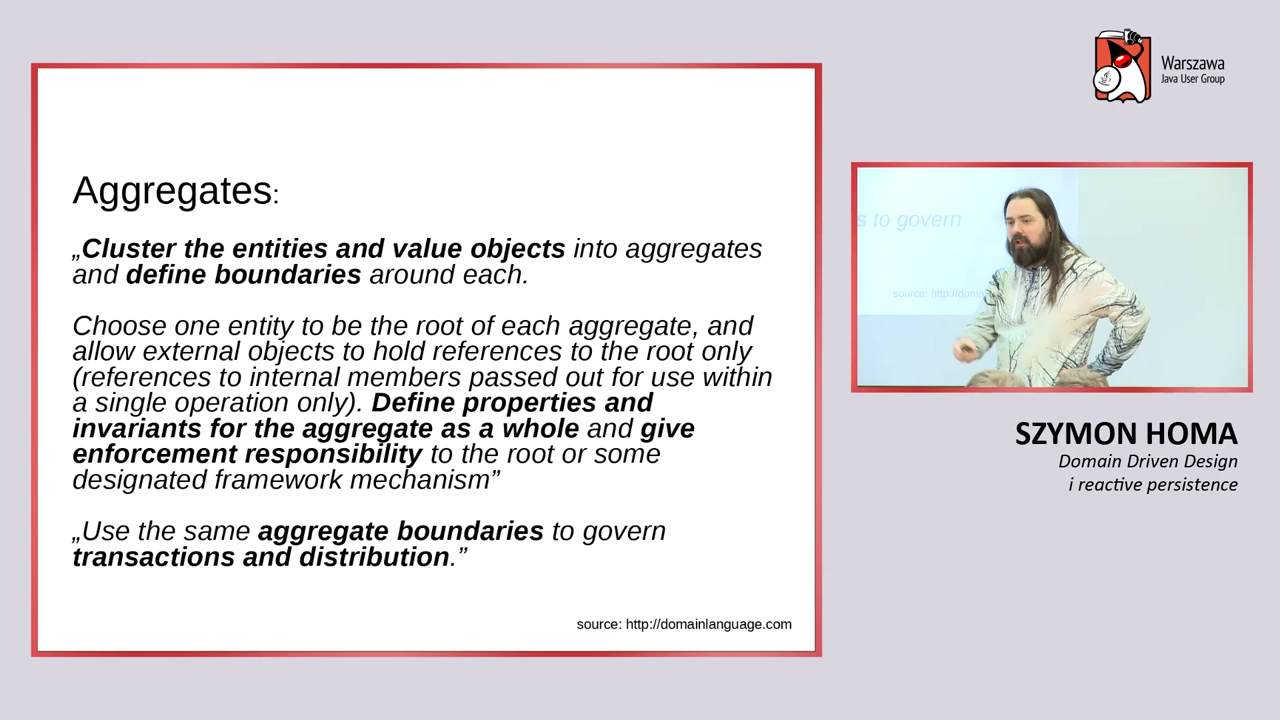 Warszawa
Java User Group
Aggregates:
„Cluster the entities and value objects into aggregates
and define boundaries around each.
Choose one entity to be the root of each aggregate, and
allow external objects to hold references to the root only
(references to internal members passed out for use within
a single operation only). Define properties and
invariants for the aggregate as a whole and give
enforcement responsibility to the root or some
designated framework mechanism”
„Use the same aggregate boundaries to govern
transactions and distribution.”
source: http://domainlanguage.com
s to govern
source: http://doma
SZYMON HOMA
Domain Driven Design
i reactive persistence